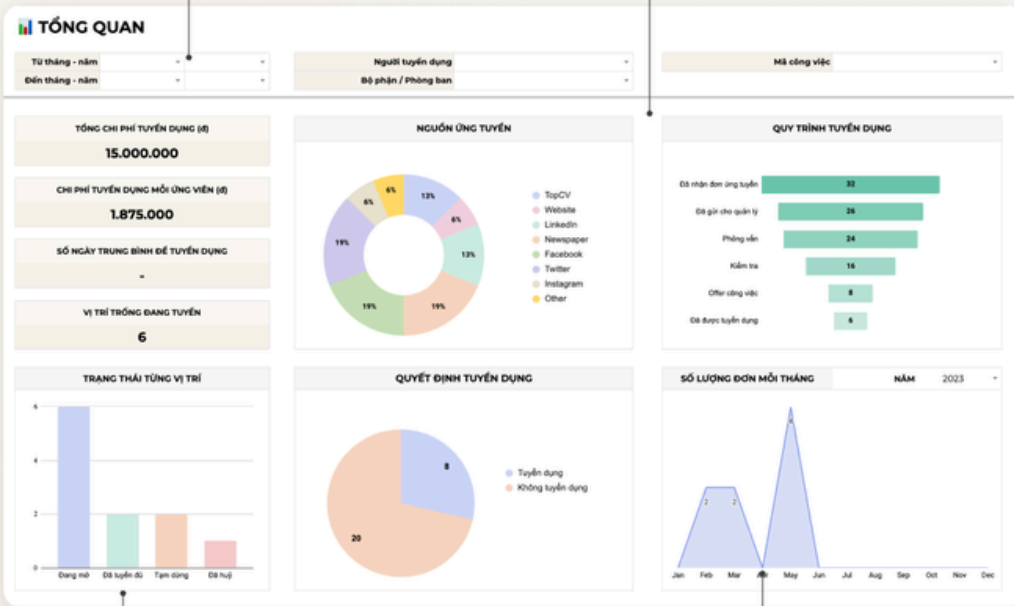 TỔNG QUAN
Từ tháng - năm
Đến tháng - năm
Người tuyển dụng
Bộ phận / Phòng ban
Mã công việc
TỔNG CHI PHÍ TUYỂN DỤNG (đ)
15.000.000
CHI PHÍ TUYỂN DỤNG MỖI ỨNG VIÊN (đ)
1.875.000
SỐ NGÀY TRUNG BÌNH ĐỂ TUYỂN DỤNG
-
VỊ TRÍ TRỐNG ĐANG TUYỂN
6
NGUỒN ỨNG TUYỂN
13%
6%
13%
19%
19%
19%
6%
6%
TopCV
Website
LinkedIn
Newspaper
Facebook
Twitter
Instagram
Other
QUY TRÌNH TUYỂN DỤNG
Đã nhận đơn ứng tuyển 32
Đã gửi cho quản lý 26
Phỏng vấn 24
Kiểm tra 16
Offer công việc 8
Đã được tuyển dụng 6
TRẠNG THÁI TỪNG VỊ TRÍ
6
4
2
0
Đang mở Đã tuyển đủ Tạm dừng Đã huỷ
QUYẾT ĐỊNH TUYỂN DỤNG
8
20
Tuyển dụng
Không tuyển dụng
SỐ LƯỢNG ĐƠN MỖI THÁNG NĂM 2023
2 2
Jan Feb Mar Apr May Jun Jul Aug Sep Oct Nov Dec